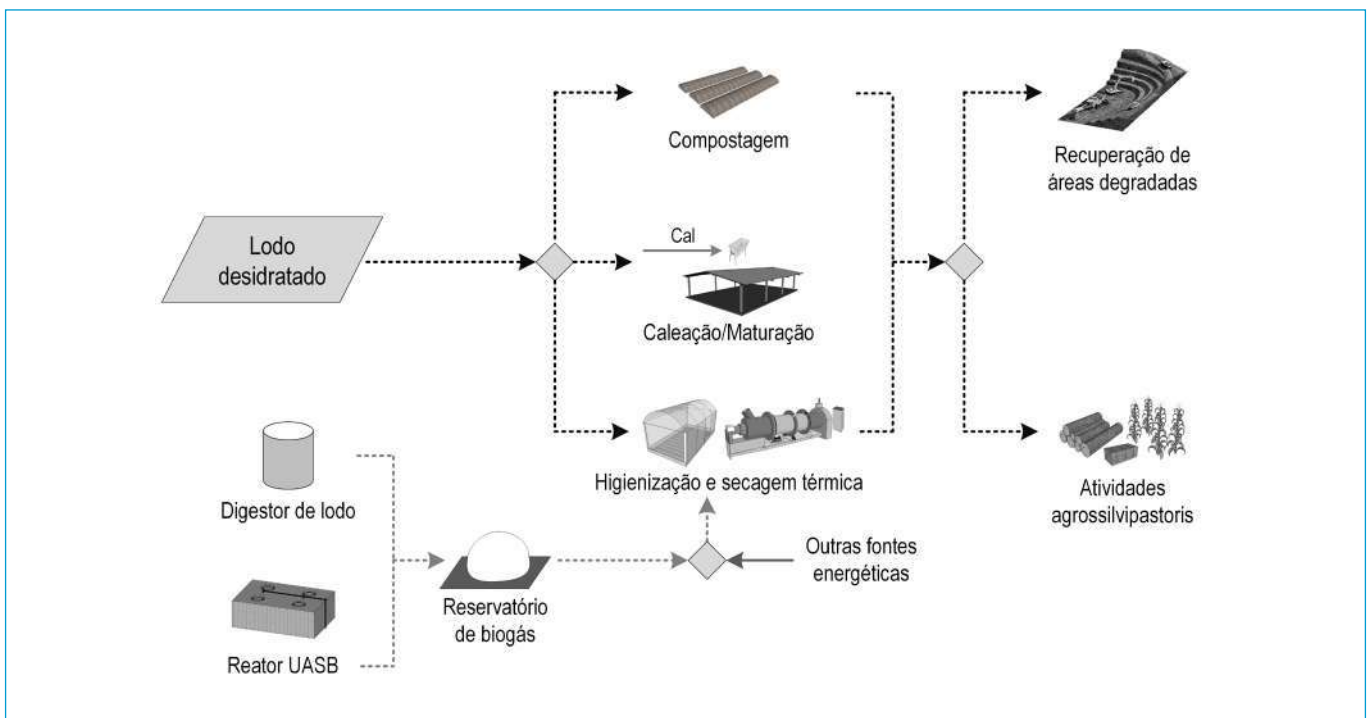 Compostagem
Recuperação de
áreas degradadas
Lodo
desidratado
Cal
Caleação/Maturação
Higienização e secagem térmica
Atividades
agrossilvipastoris
Digestor de lodo
Outras fontes
energéticas
Reservatório
de biogás
Reator UASB